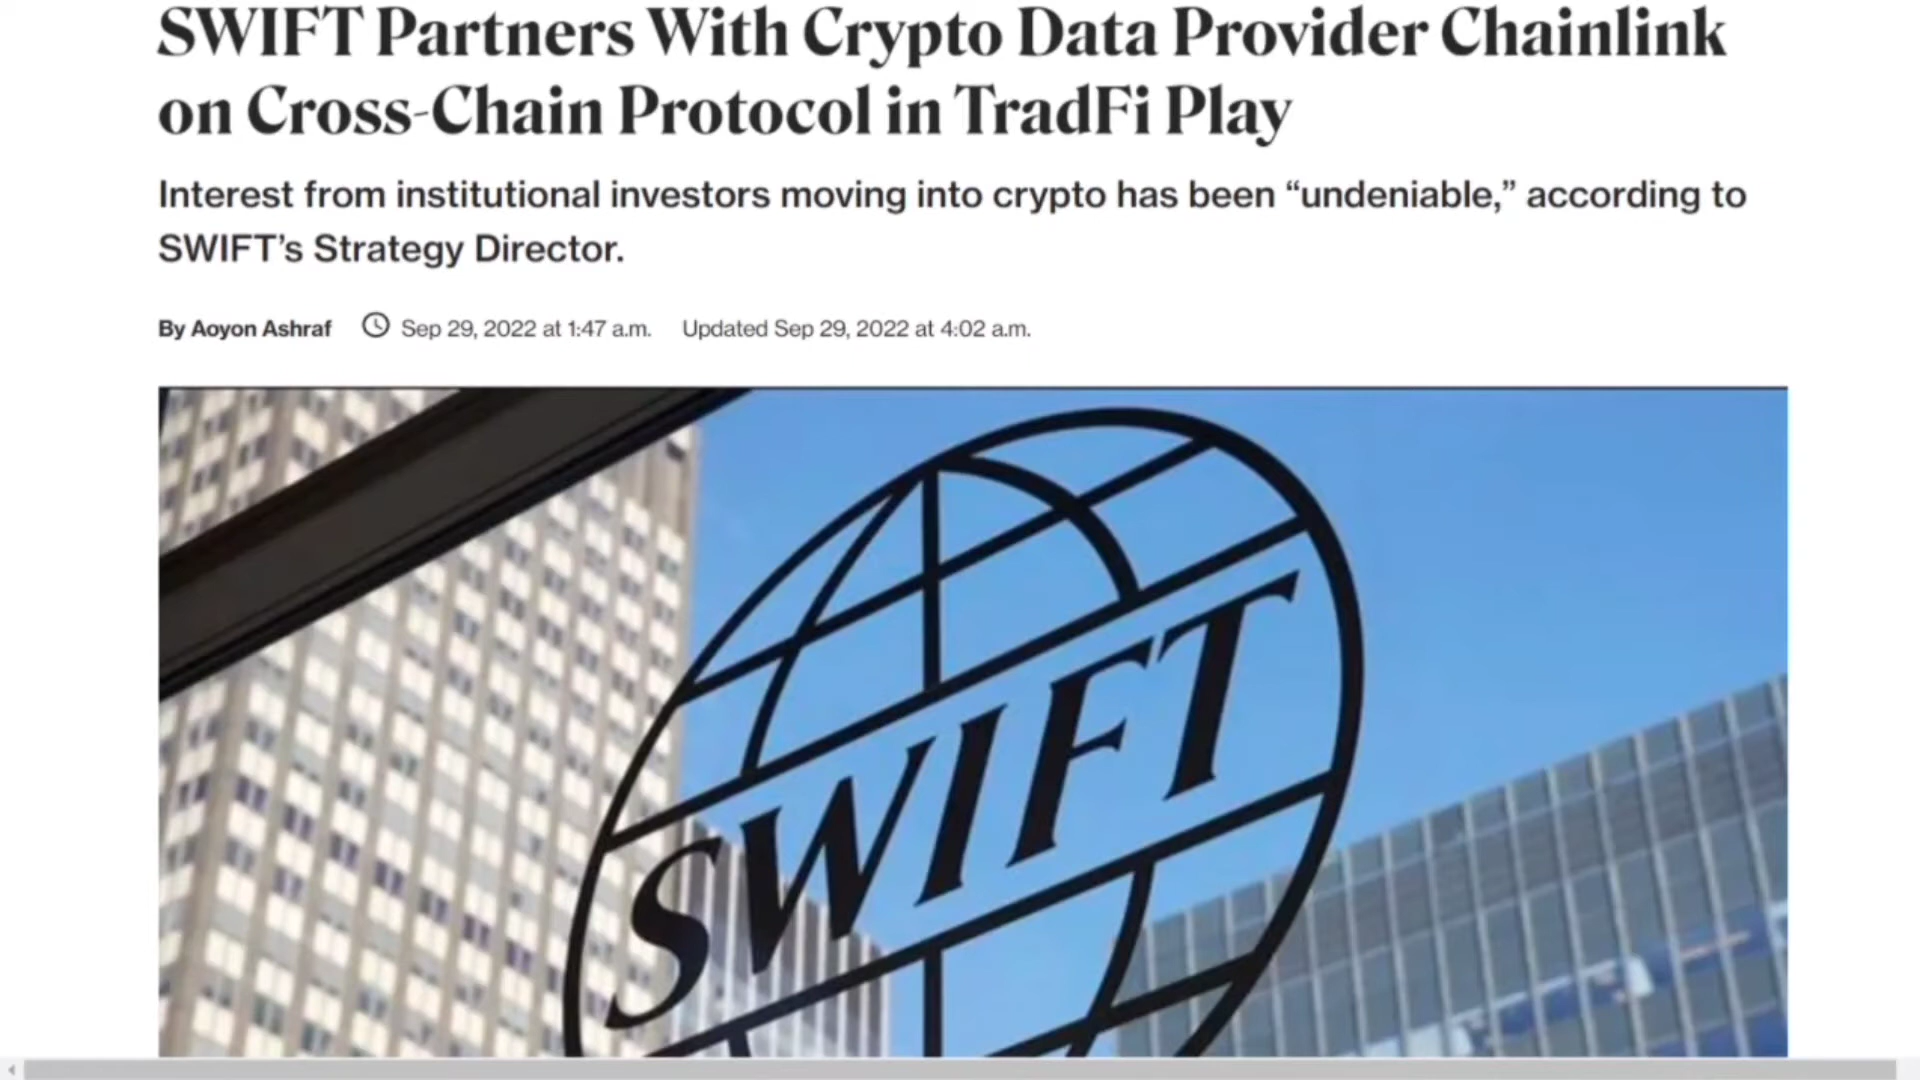 SWIFT Partners With Crypto Data Provider Chainlink
on Cross-Chain Protocol in TradFi Play
Interest from institutional investors moving into crypto has been “undeniable,” according to
SWIFT’s Strategy Director.
By Aoyon Ashraf Sep 29, 2022 at 1:47 a.m. Updated Sep 29, 2022 at 4:02 a.m.
SWIFT